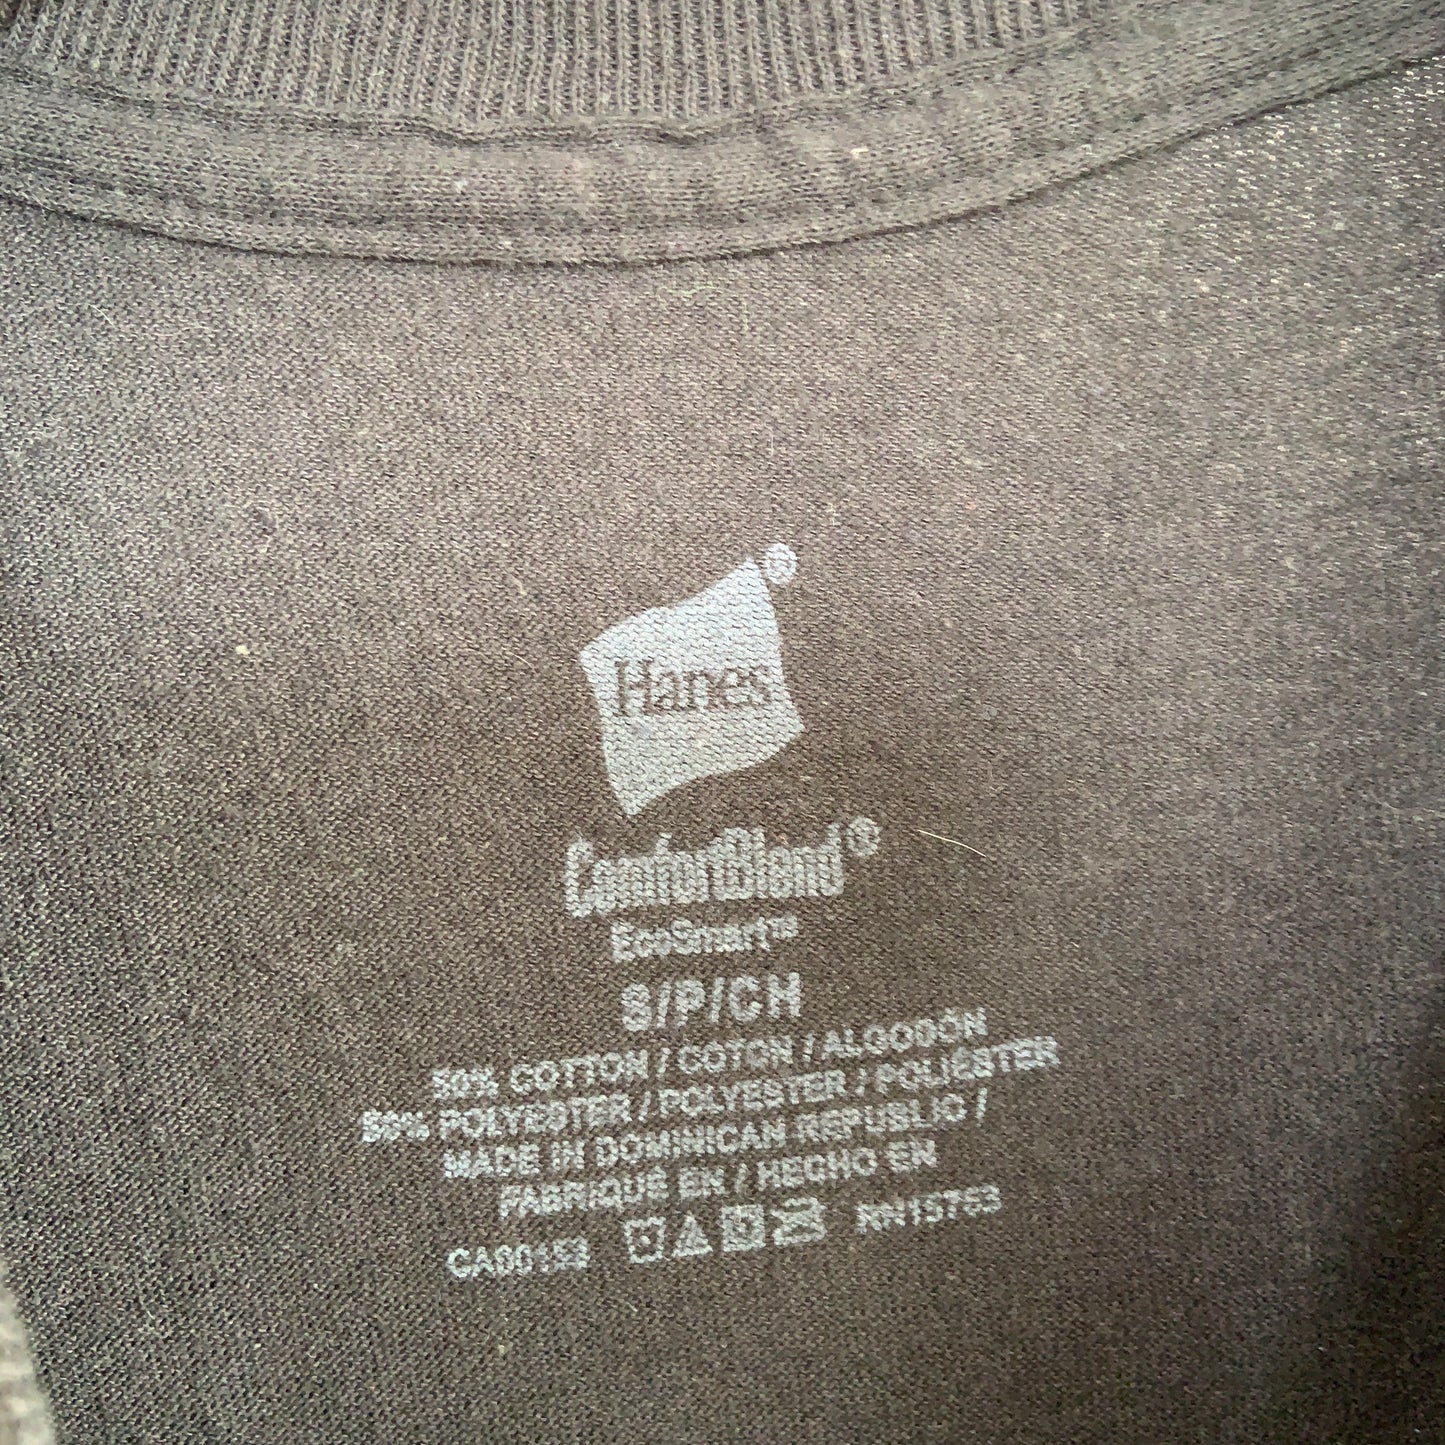 Hanes®
ComfortBlend®
EcoSmart™
S/P/CH
50% COTTON / COTON / ALGODÓN
50% POLYESTER / POLYESTER / POLIÉSTER
MADE IN DOMINICAN REPUBLIC /
FABRIQUÉ EN / HECHO EN
CA00153 RN15763